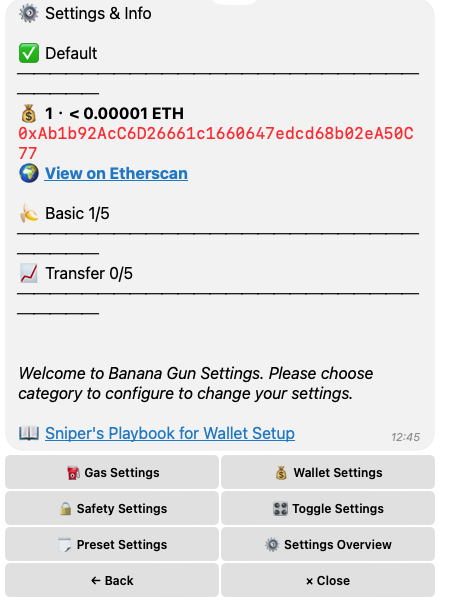 Settings & Info
Default
1 · < 0.00001 ETH
0xAb1b92AcC6D26661c1660647edcd68b02eA50C
77
View on Etherscan
Basic 1/5
Transfer 0/5
Welcome to Banana Gun Settings. Please choose
category to configure to change your settings.
Sniper's Playbook for Wallet Setup
12:45
Gas Settings
Wallet Settings
Safety Settings
Toggle Settings
Preset Settings
Settings Overview
← Back
× Close